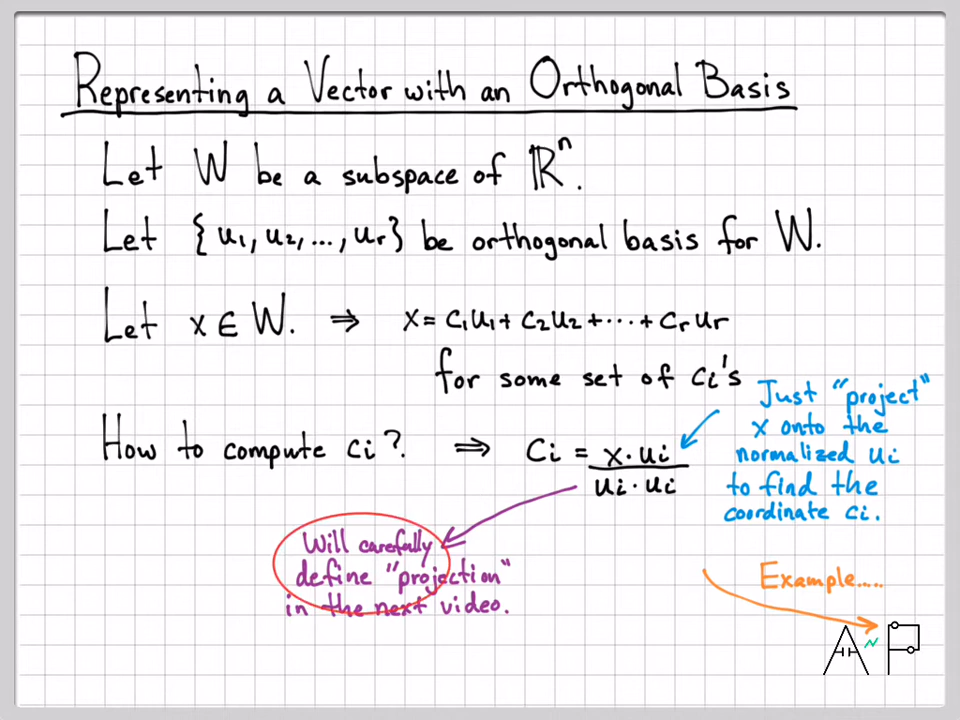 Representing a Vector with an Orthogonal Basis
Let W be a subspace of ℝⁿ.
Let {u₁, u₂, ..., uᵣ} be orthogonal basis for W.
Let x ∈ W. ⇒ x = c₁u₁ + c₂u₂ + ··· + cᵣuᵣ
for some set of cᵢ's
How to compute cᵢ? ⇒ cᵢ = x · uᵢ / uᵢ · uᵢ
Just "project"
x onto the
normalized uᵢ
to find the
coordinate cᵢ.
Will carefully
define "projection"
in the next video.
Example.....
A~P